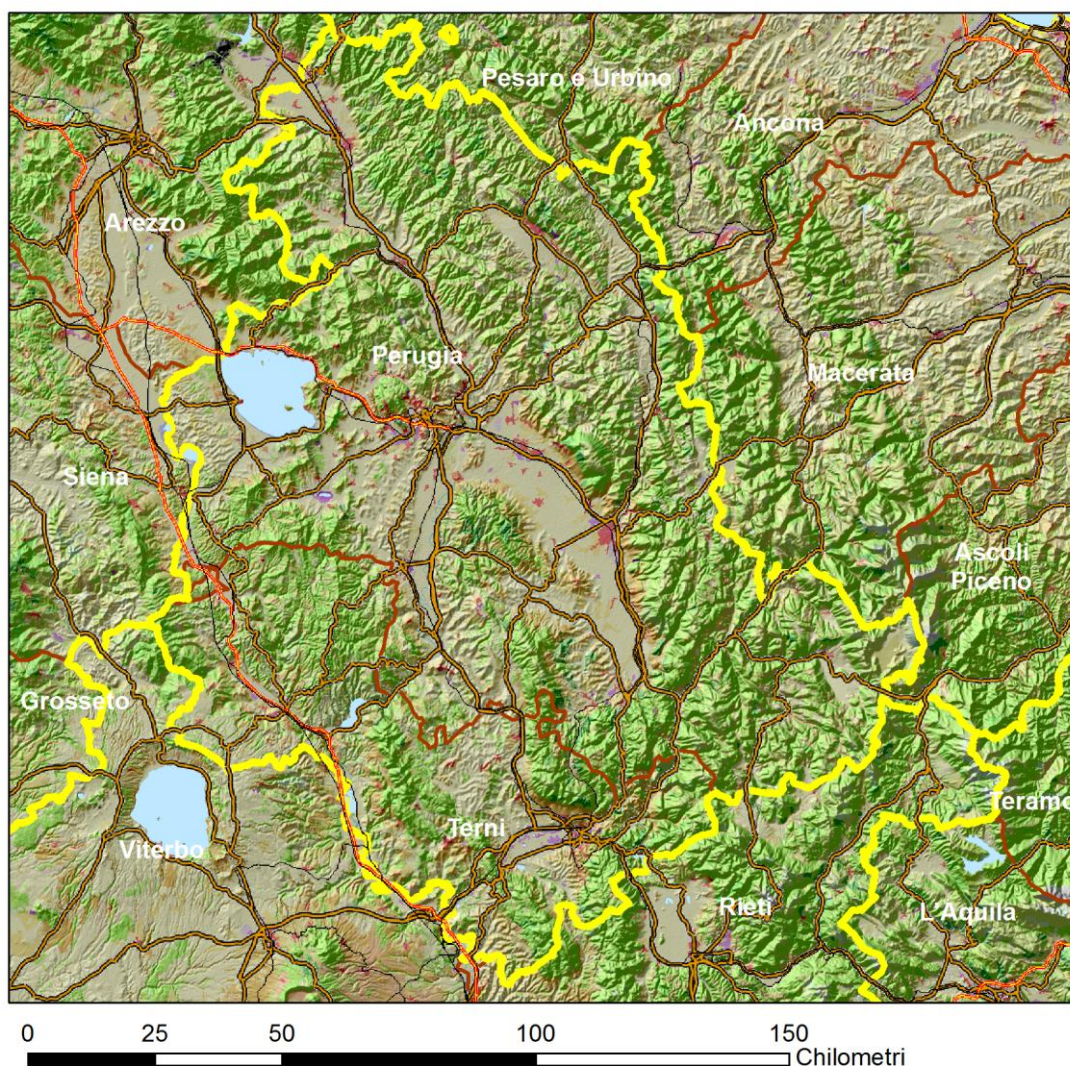 Pesaro e Urbino
Ancona
Arezzo
Perugia
Macerata
Siena
Ascoli
Piceno
Grosseto
Teramo
Terni
Viterbo
Rieti
L'Aquila
0 25 50 100 150
Chilometri